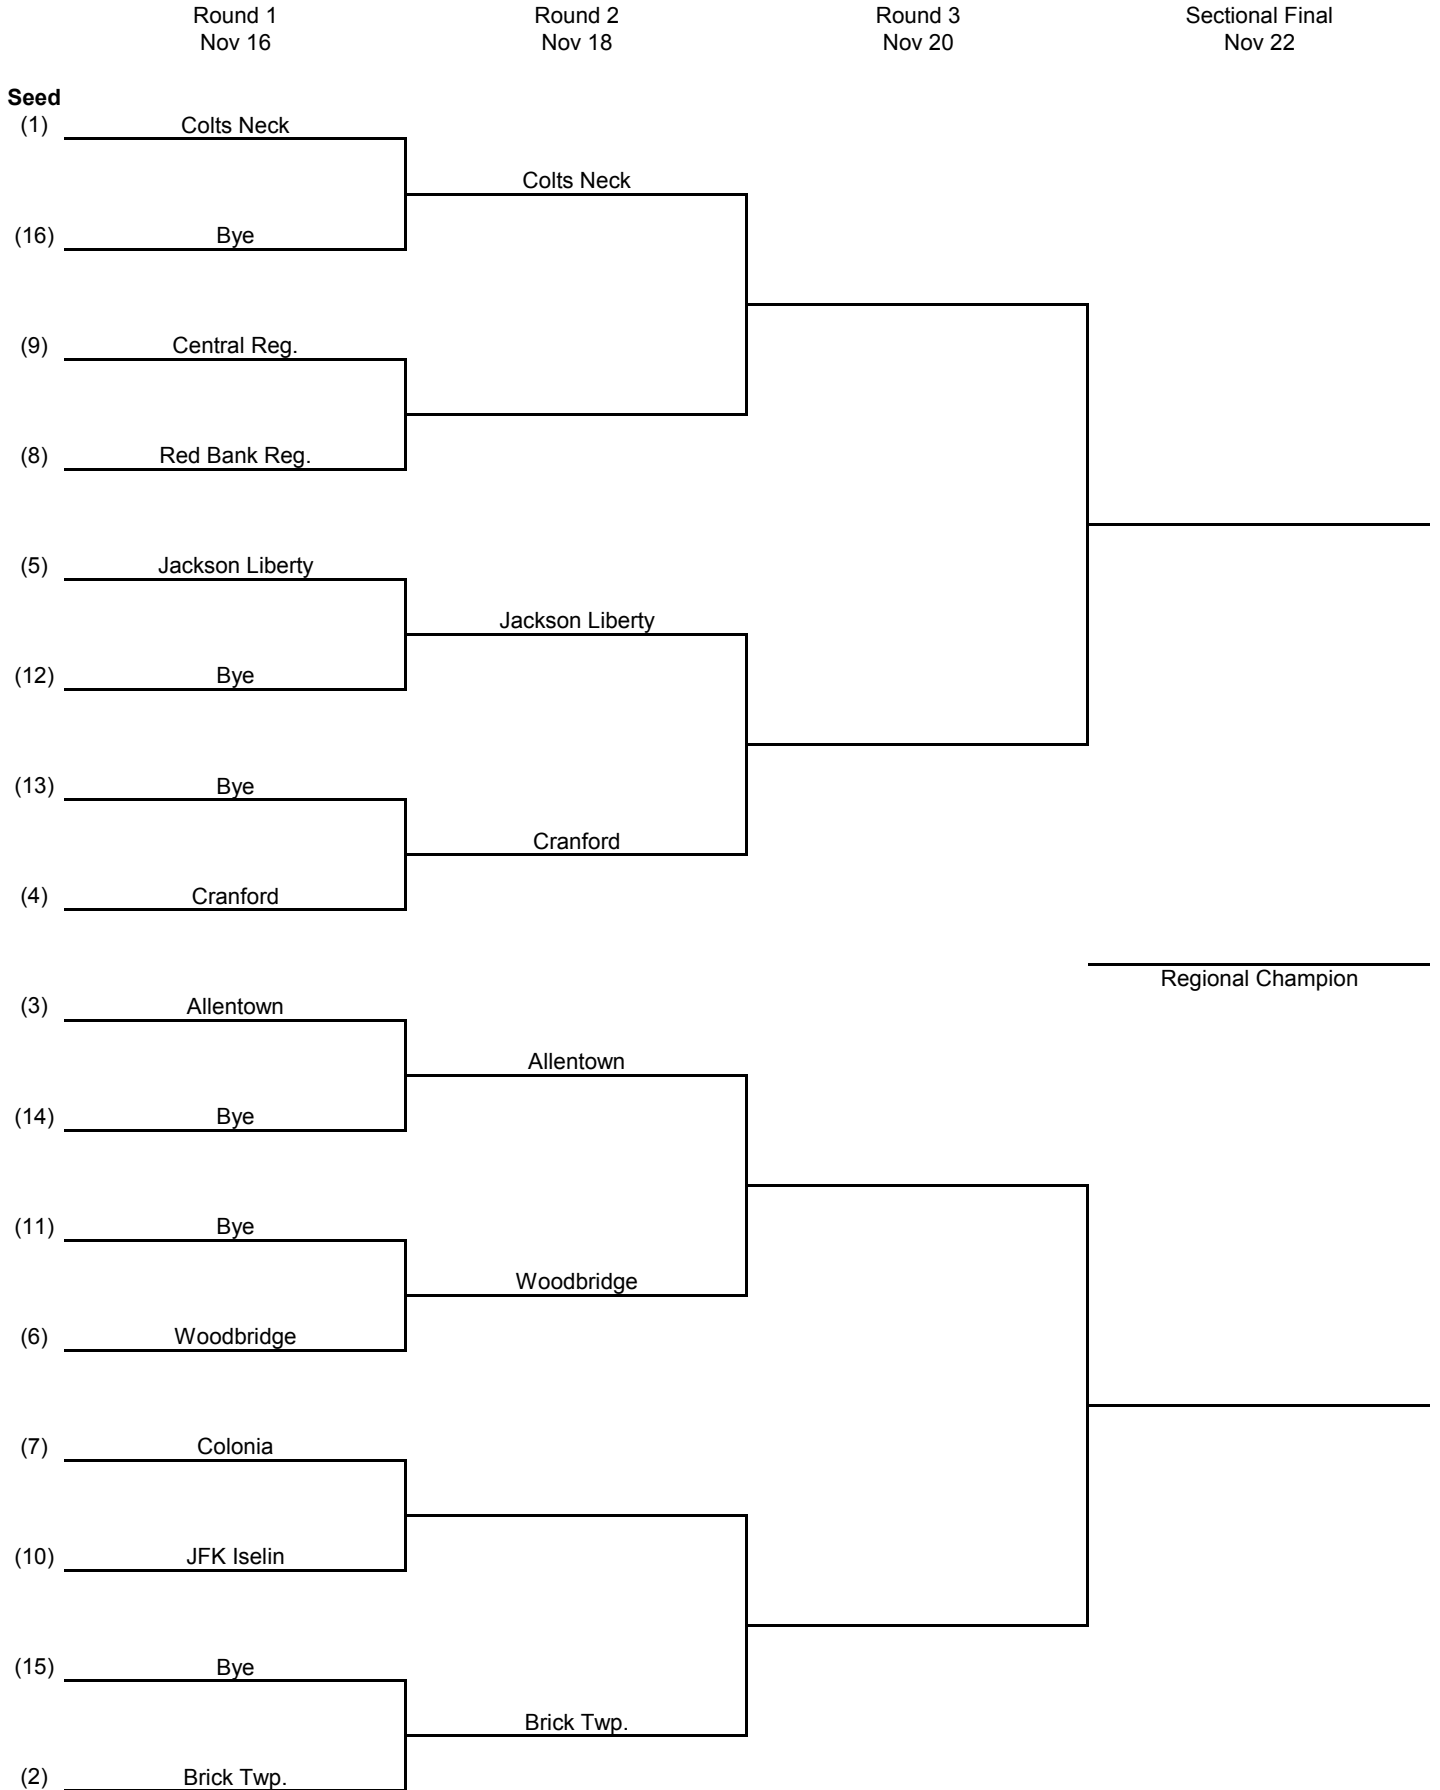 Round 1 Round 2 Round 3 Sectional Final
Nov 16 Nov 18 Nov 20 Nov 22
Seed
(1) Colts Neck
Colts Neck
(16) Bye
(9) Central Reg.
(8) Red Bank Reg.
(5) Jackson Liberty
Jackson Liberty
(12) Bye
(13) Bye
Cranford
(4) Cranford
Regional Champion
(3) Allentown
Allentown
(14) Bye
(11) Bye
Woodbridge
(6) Woodbridge
(7) Colonia
(10) JFK Iselin
(15) Bye
Brick Twp.
(2) Brick Twp.